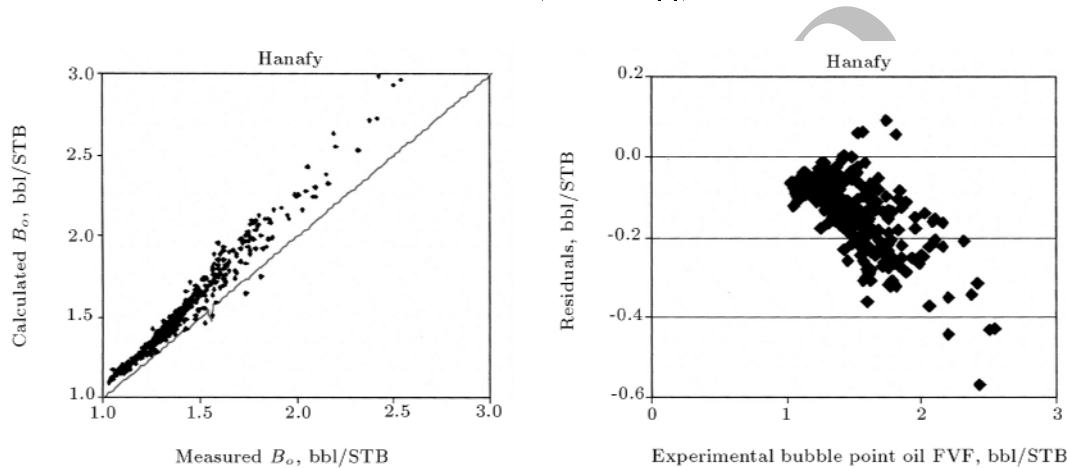 Hanafy
3.0
2.5
2.0
1.5
1.0
1.0 1.5 2.0 2.5 3.0
Calculated Bₒ, bbl/STB
Measured Bₒ, bbl/STB
Hanafy
0.2
0.0
-0.2
-0.4
-0.6
0 1 2 3
Residuals, bbl/STB
Experimental bubble point oil FVF, bbl/STB